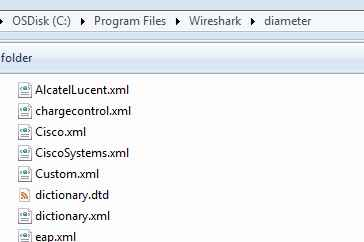 OSDisk (C:) ▸ Program Files ▸ Wireshark ▸ diameter
folder
AlcatelLucent.xml
chargecontrol.xml
Cisco.xml
CiscoSystems.xml
Custom.xml
dictionary.dtd
dictionary.xml
eap.xml